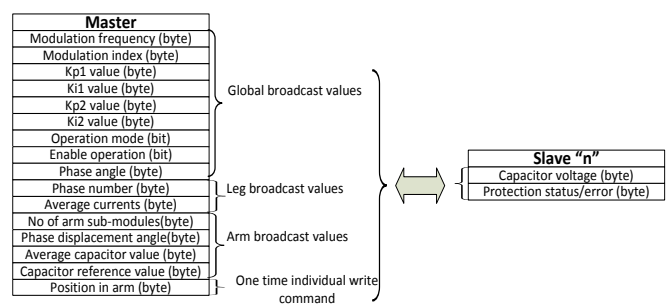 Master
Modulation frequency (byte)
Modulation index (byte)
Kp1 value (byte)
Ki1 value (byte)
Kp2 value (byte)
Ki2 value (byte)
Operation mode (bit)
Enable operation (bit)
Phase angle (byte)
Phase number (byte)
Average currents (byte)
No of arm sub-modules(byte)
Phase displacement angle(byte)
Average capacitor value (byte)
Capacitor reference value (byte)
Position in arm (byte)
Global broadcast values
Leg broadcast values
Arm broadcast values
One time individual write
command
Slave “n”
Capacitor voltage (byte)
Protection status/error (byte)